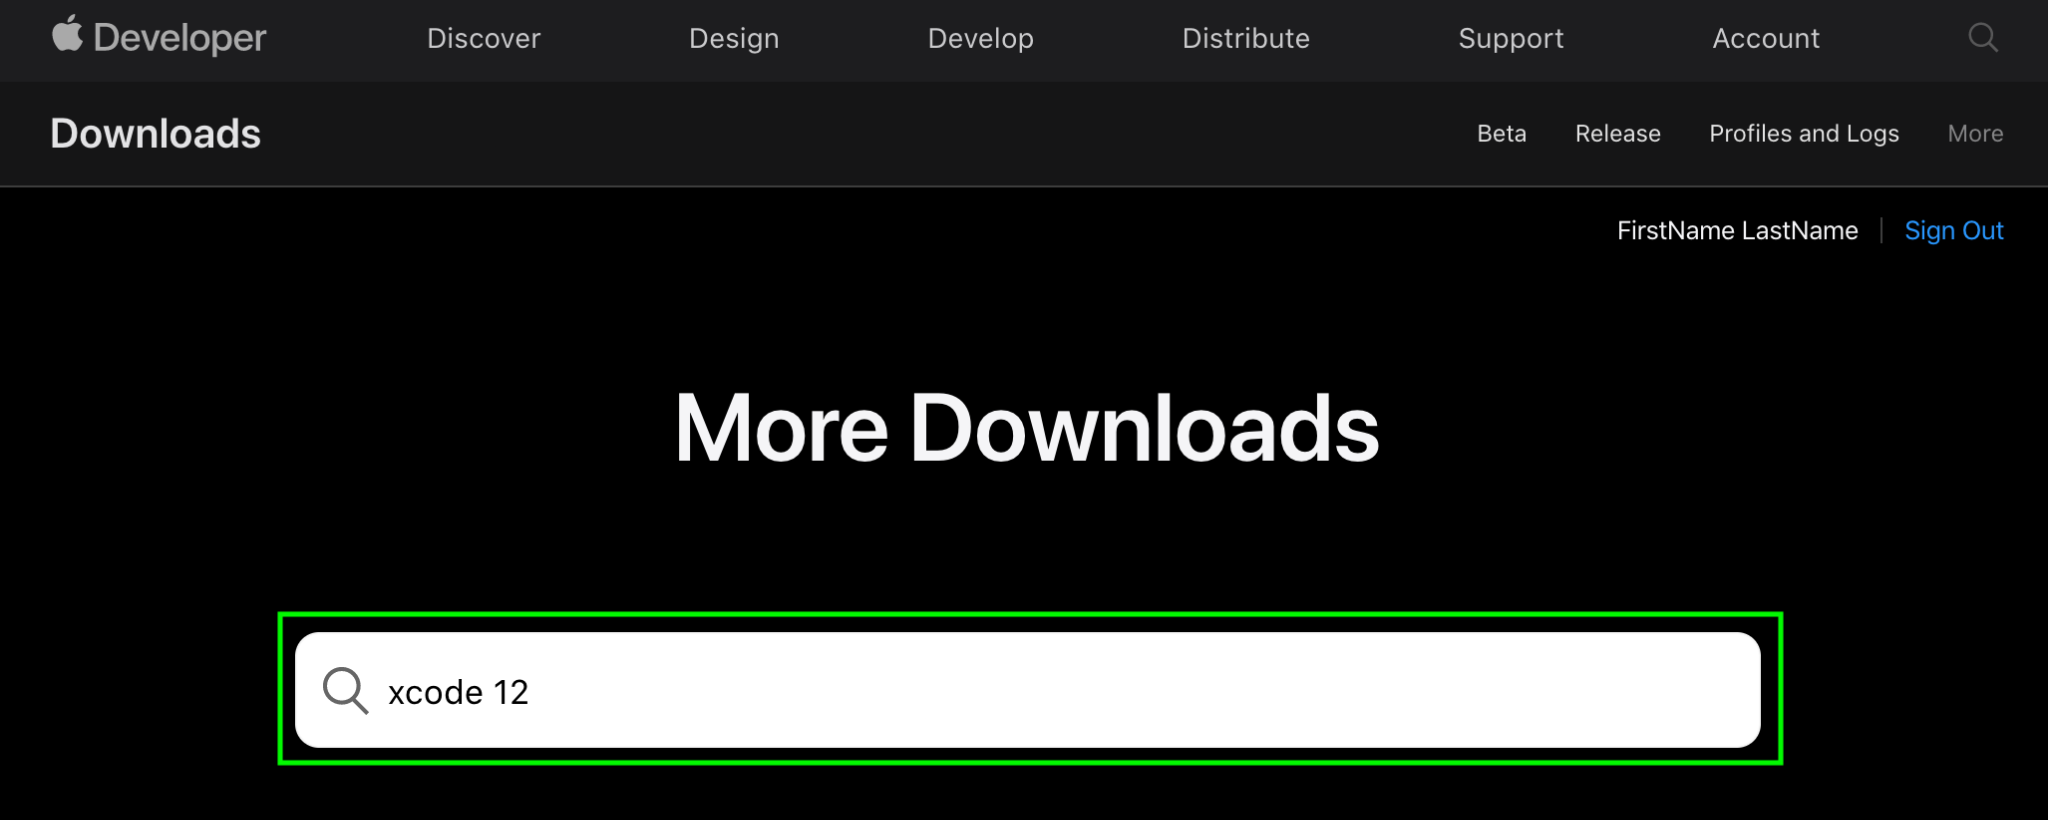 Developer Discover Design Develop Distribute Support Account
Downloads Beta Release Profiles and Logs More
FirstName LastName Sign Out
More Downloads
xcode 12